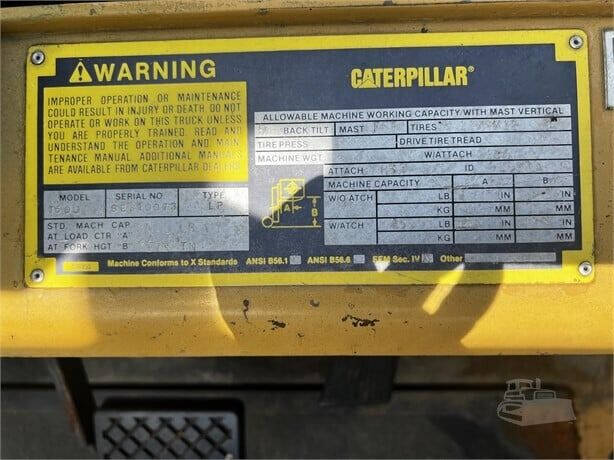 WARNING
CATERPILLAR
IMPROPER OPERATION OR MAINTENANCE
COULD RESULT IN INJURY OR DEATH. DO NOT
OPERATE OR WORK ON THIS TRUCK UNLESS
YOU ARE PROPERLY TRAINED. READ AND
UNDERSTAND THE OPERATION AND MAIN-
TENANCE MANUAL. ADDITIONAL MANUALS
ARE AVAILABLE FROM CATERPILLAR DEALERS.
ALLOWABLE MACHINE WORKING CAPACITY WITH MAST VERTICAL
BACK TILT MAST TIRES
TIRE PRESS DRIVE TIRE TREAD
MACHINE WGT W/ATTACH
ATTACH ID
MACHINE CAPACITY A B
W/O ATCH LB IN IN
KG MM MM
W/ATCH LB IN IN
KG MM MM
MODEL SERIAL NO TYPE
LP
STD. MACH CAP
AT LOAD CTR "A"
AT FORK HGT "B"
Machine Conforms to X Standards ANSI B56.1 ANSI B56.6 FEM Sec. IV Other